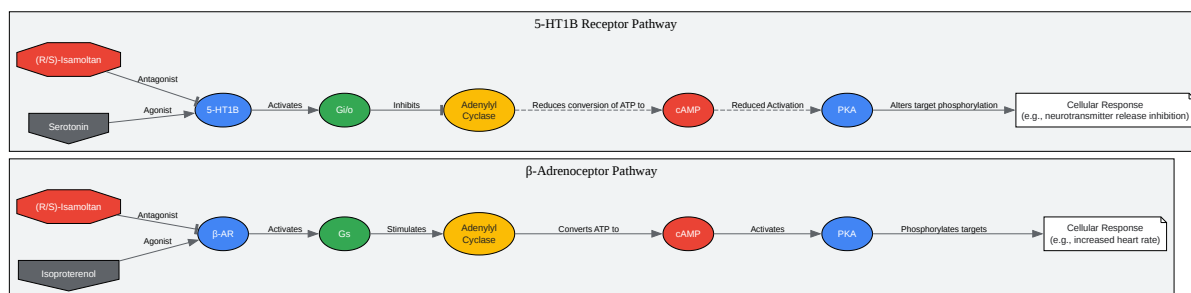 5-HT1B Receptor Pathway
(R/S)-Isamoltan
Antagonist
Serotonin
Agonist
5-HT1B
Activates
Gi/o
Inhibits
Adenylyl
Cyclase
Reduces conversion of ATP to
cAMP
Reduced Activation
PKA
Alters target phosphorylation
Cellular Response
(e.g., neurotransmitter release inhibition)
β-Adrenoceptor Pathway
(R/S)-Isamoltan
Antagonist
Isoproterenol
Agonist
β-AR
Activates
Gs
Stimulates
Adenylyl
Cyclase
Converts ATP to
cAMP
Activates
PKA
Phosphorylates targets
Cellular Response
(e.g., increased heart rate)